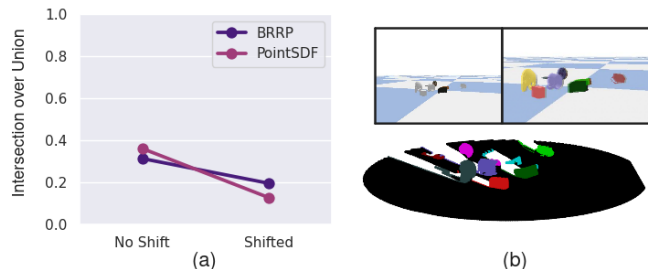 1.0
0.8
0.6
0.4
0.2
0.0
Intersection over Union
BRRP
PointSDF
No Shift
Shifted
(a)
(b)